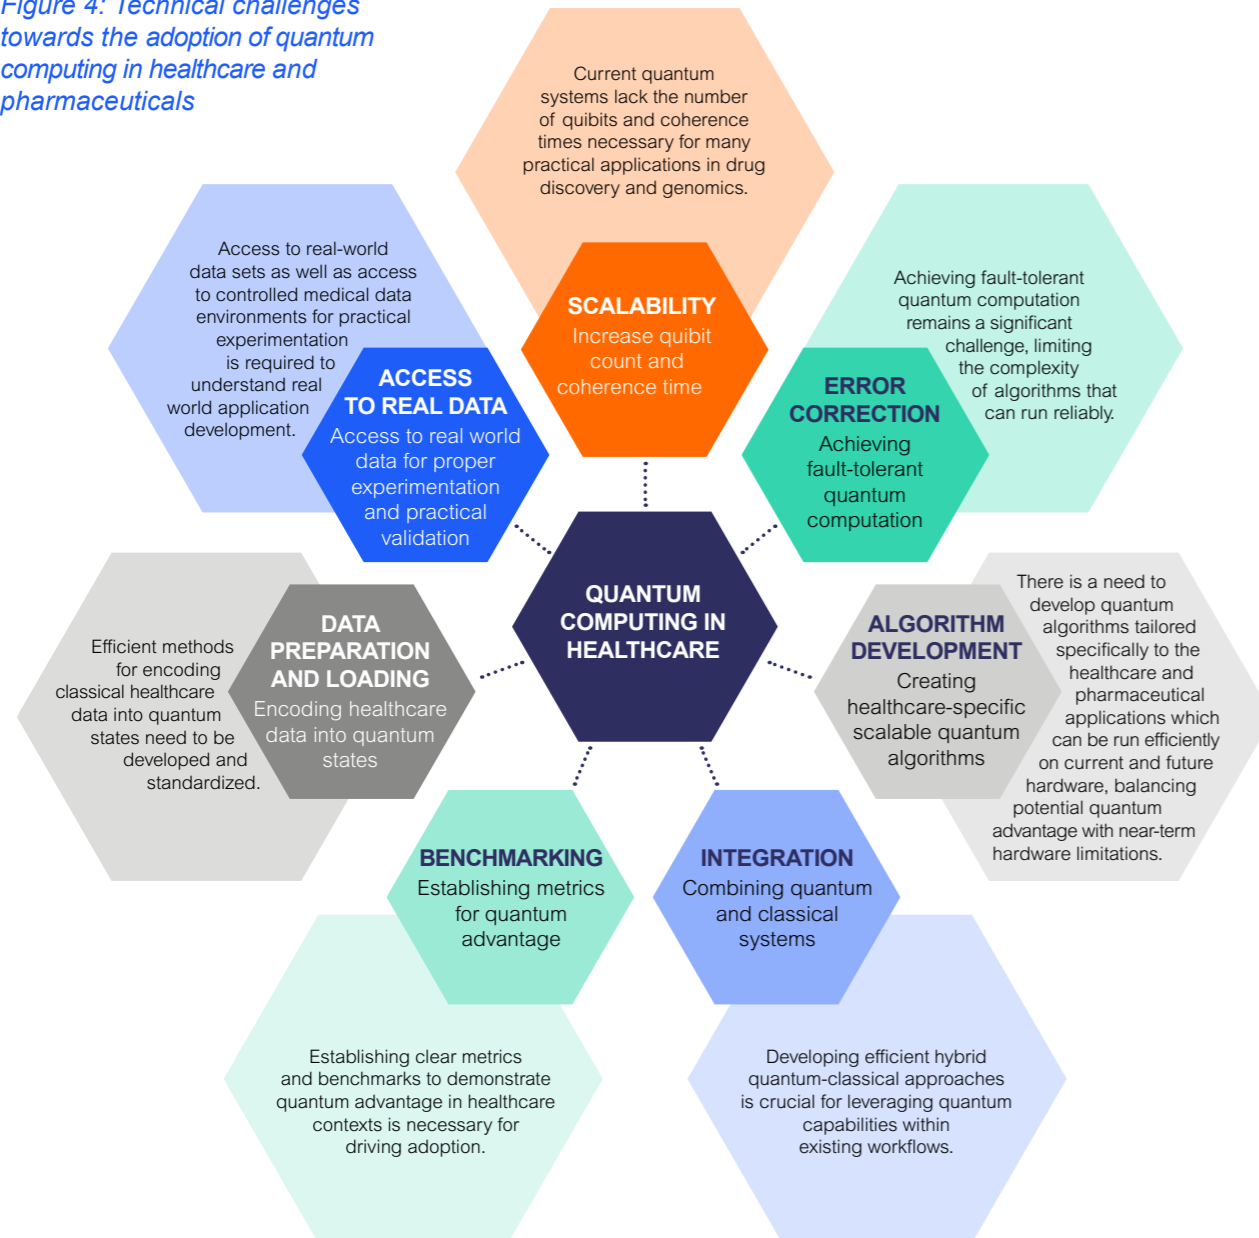 Figure 4: Technical challenges
towards the adoption of quantum
computing in healthcare and
pharmaceuticals
Current quantum
systems lack the number
of quibits and coherence
times necessary for many
practical applications in drug
discovery and genomics.
SCALABILITY
Increase quibit
count and
coherence time
Achieving fault-tolerant
quantum computation
remains a significant
challenge, limiting
the complexity
of algorithms that
can run reliably.
ERROR
CORRECTION
Achieving
fault-tolerant
quantum
computation
There is a need to
develop quantum
algorithms tailored
specifically to the
healthcare and
pharmaceutical
applications which
can be run efficiently
on current and future
hardware, balancing
potential quantum
advantage with near-term
hardware limitations.
ALGORITHM
DEVELOPMENT
Creating
healthcare-specific
scalable quantum
algorithms
INTEGRATION
Combining quantum
and classical
systems
Developing efficient hybrid
quantum-classical approaches
is crucial for leveraging quantum
capabilities within
existing workflows.
BENCHMARKING
Establishing metrics
for quantum
advantage
Establishing clear metrics
and benchmarks to demonstrate
quantum advantage in healthcare
contexts is necessary for
driving adoption.
DATA
PREPARATION
AND LOADING
Encoding healthcare
data into quantum
states
Efficient methods
for encoding
classical healthcare
data into quantum
states need to be
developed and
standardized.
ACCESS
TO REAL DATA
Access to real world
data for proper
experimentation
and practical
validation
Access to real-world
data sets as well as access
to controlled medical data
environments for practical
experimentation
is required to
understand real
world application
development.
QUANTUM
COMPUTING IN
HEALTHCARE